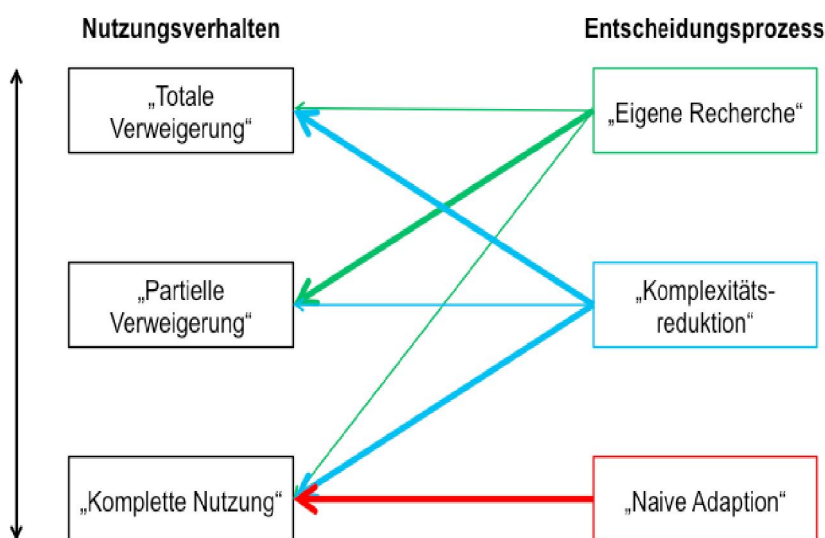 Nutzungsverhalten
Entscheidungsprozess
„Totale
Verweigerung“
„Eigene Recherche“
„Partielle
Verweigerung“
„Komplexitäts-
reduktion“
„Komplette Nutzung“
„Naive Adaption“